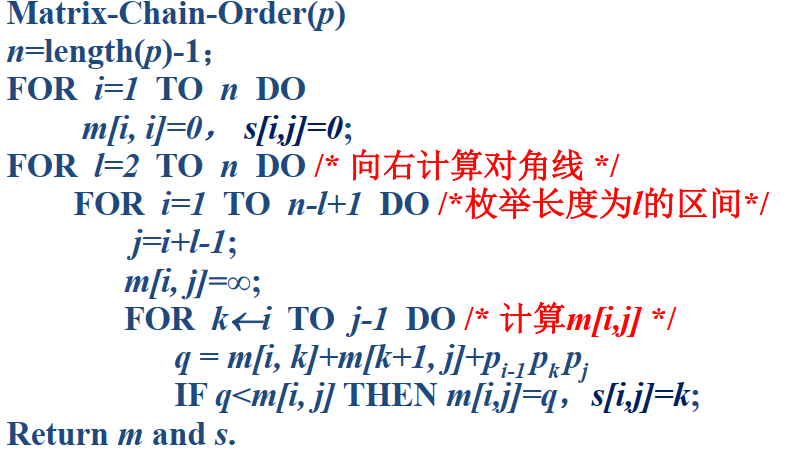 Matrix-Chain-Order(p)
n=length(p)-1；
FOR i=1 TO n DO
m[i, i]=0， s[i,j]=0;
FOR l=2 TO n DO /* 向右计算对角线 */
FOR i=1 TO n-l+1 DO /*枚举长度为l的区间*/
j=i+l-1;
m[i, j]=∞;
FOR k←i TO j-1 DO /* 计算m[i,j] */
q = m[i, k]+m[k+1, j]+p_{i-1}p_kp_j
IF q<m[i, j] THEN m[i,j]=q，s[i,j]=k;
Return m and s.